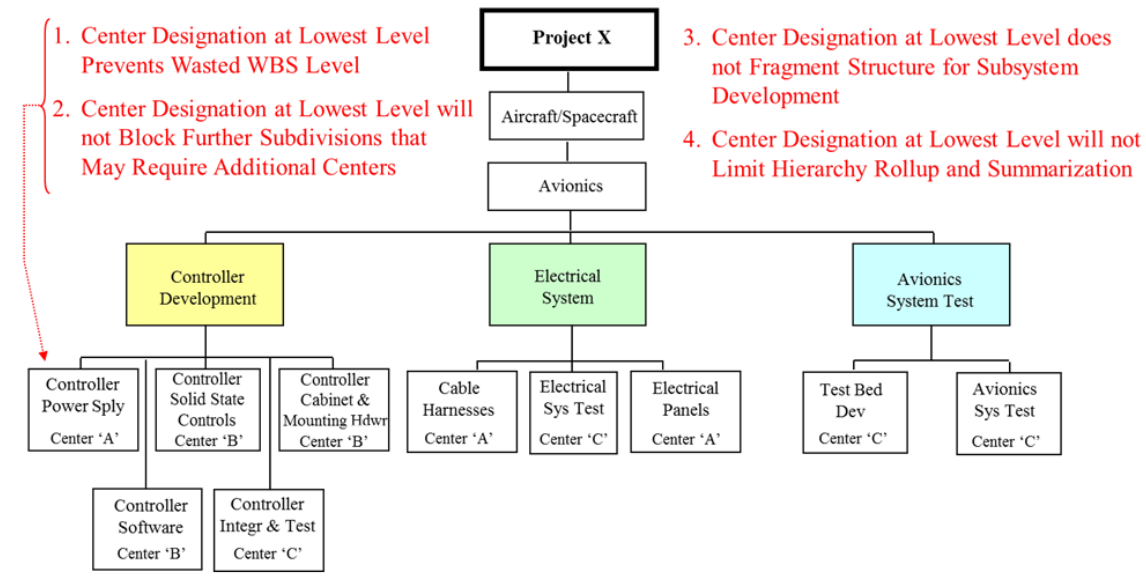 1. Center Designation at Lowest Level
Prevents Wasted WBS Level
2. Center Designation at Lowest Level will
not Block Further Subdivisions that
May Require Additional Centers
Project X
3. Center Designation at Lowest Level does
not Fragment Structure for Subsystem
Development
4. Center Designation at Lowest Level will not
Limit Hierarchy Rollup and Summarization
Aircraft/Spacecraft
Avionics
Controller
Development
Electrical
System
Avionics
System Test
Controller
Power Sply
Center ‘A’
Controller
Solid State
Controls
Center ‘B’
Controller
Cabinet &
Mounting Hdwr
Center ‘B’
Cable
Harnesses
Center ‘A’
Electrical
Sys Test
Center ‘C’
Electrical
Panels
Center ‘A’
Test Bed
Dev
Center ‘C’
Avionics
Sys Test
Center ‘C’
Controller
Software
Center ‘B’
Controller
Integr & Test
Center ‘C’